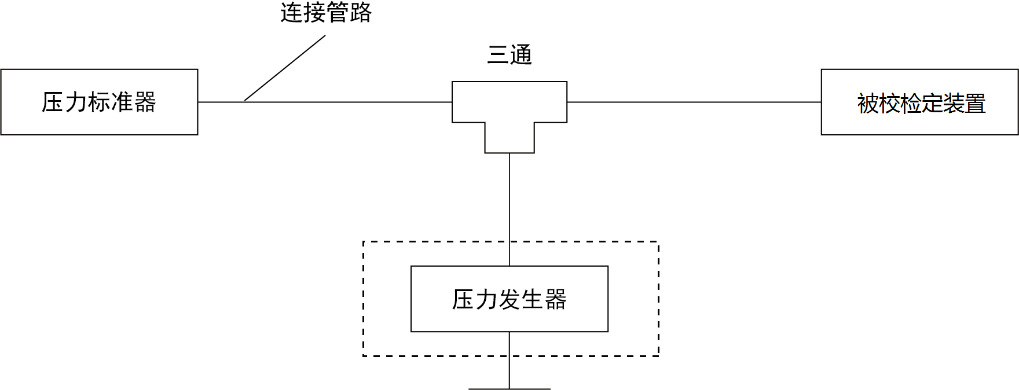 连接管路
三通
压力标准器
被校检定装置
压力发生器